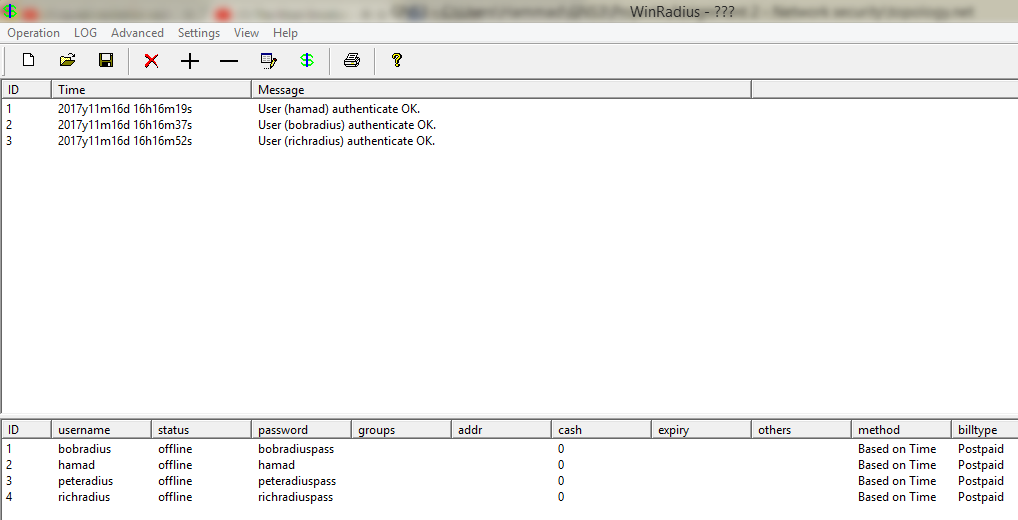 WinRadius - ???
Operation LOG Advanced Settings View Help
ID Time Message
1 2017y11m16d 16h16m19s User (hamad) authenticate OK.
2 2017y11m16d 16h16m37s User (bobradius) authenticate OK.
3 2017y11m16d 16h16m52s User (richradius) authenticate OK.
ID username status password groups addr cash expiry others method billtype
1 bobradius offline bobradiuspass 0 Based on Time Postpaid
2 hamad offline hamad 0 Based on Time Postpaid
3 peteradius offline peteradiuspass 0 Based on Time Postpaid
4 richradius offline richradiuspass 0 Based on Time Postpaid